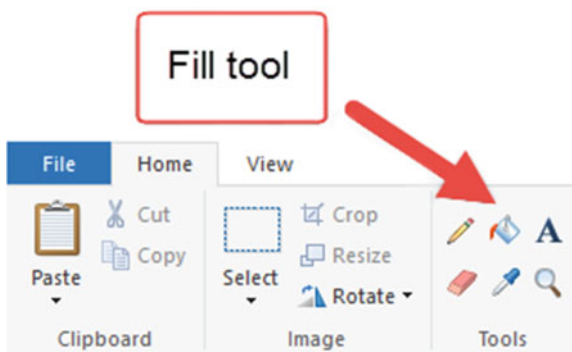 Fill tool
File Home View
Cut
Copy
Paste
Crop
Resize
Select
Rotate
A
Clipboard Image Tools